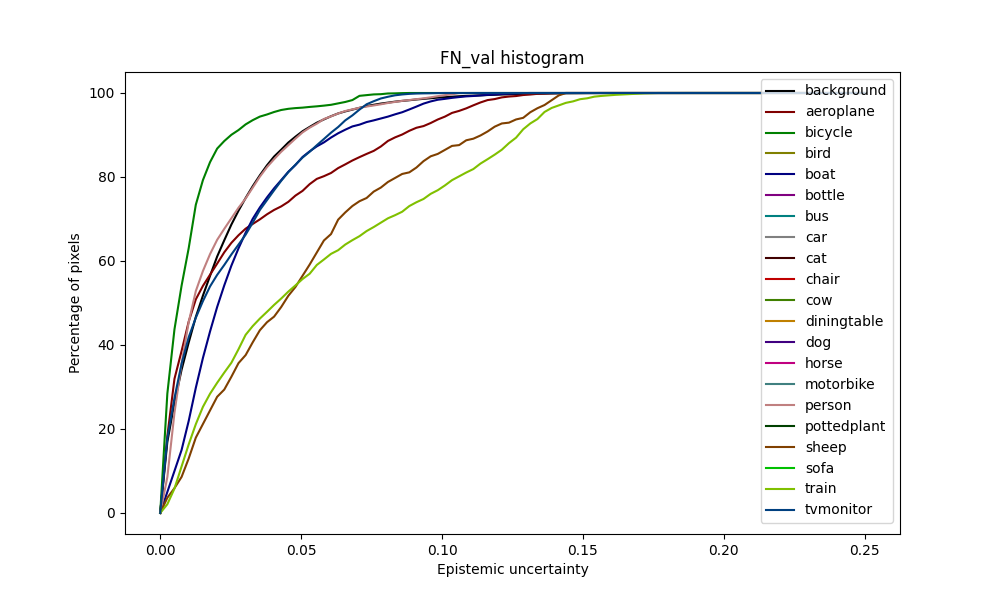 FN_val histogram
Percentage of pixels
100
80
60
40
20
0
0.00
0.05
0.10
0.15
0.20
0.25
Epistemic uncertainty
background
aeroplane
bicycle
bird
boat
bottle
bus
car
cat
chair
cow
diningtable
dog
horse
motorbike
person
pottedplant
sheep
sofa
train
tvmonitor